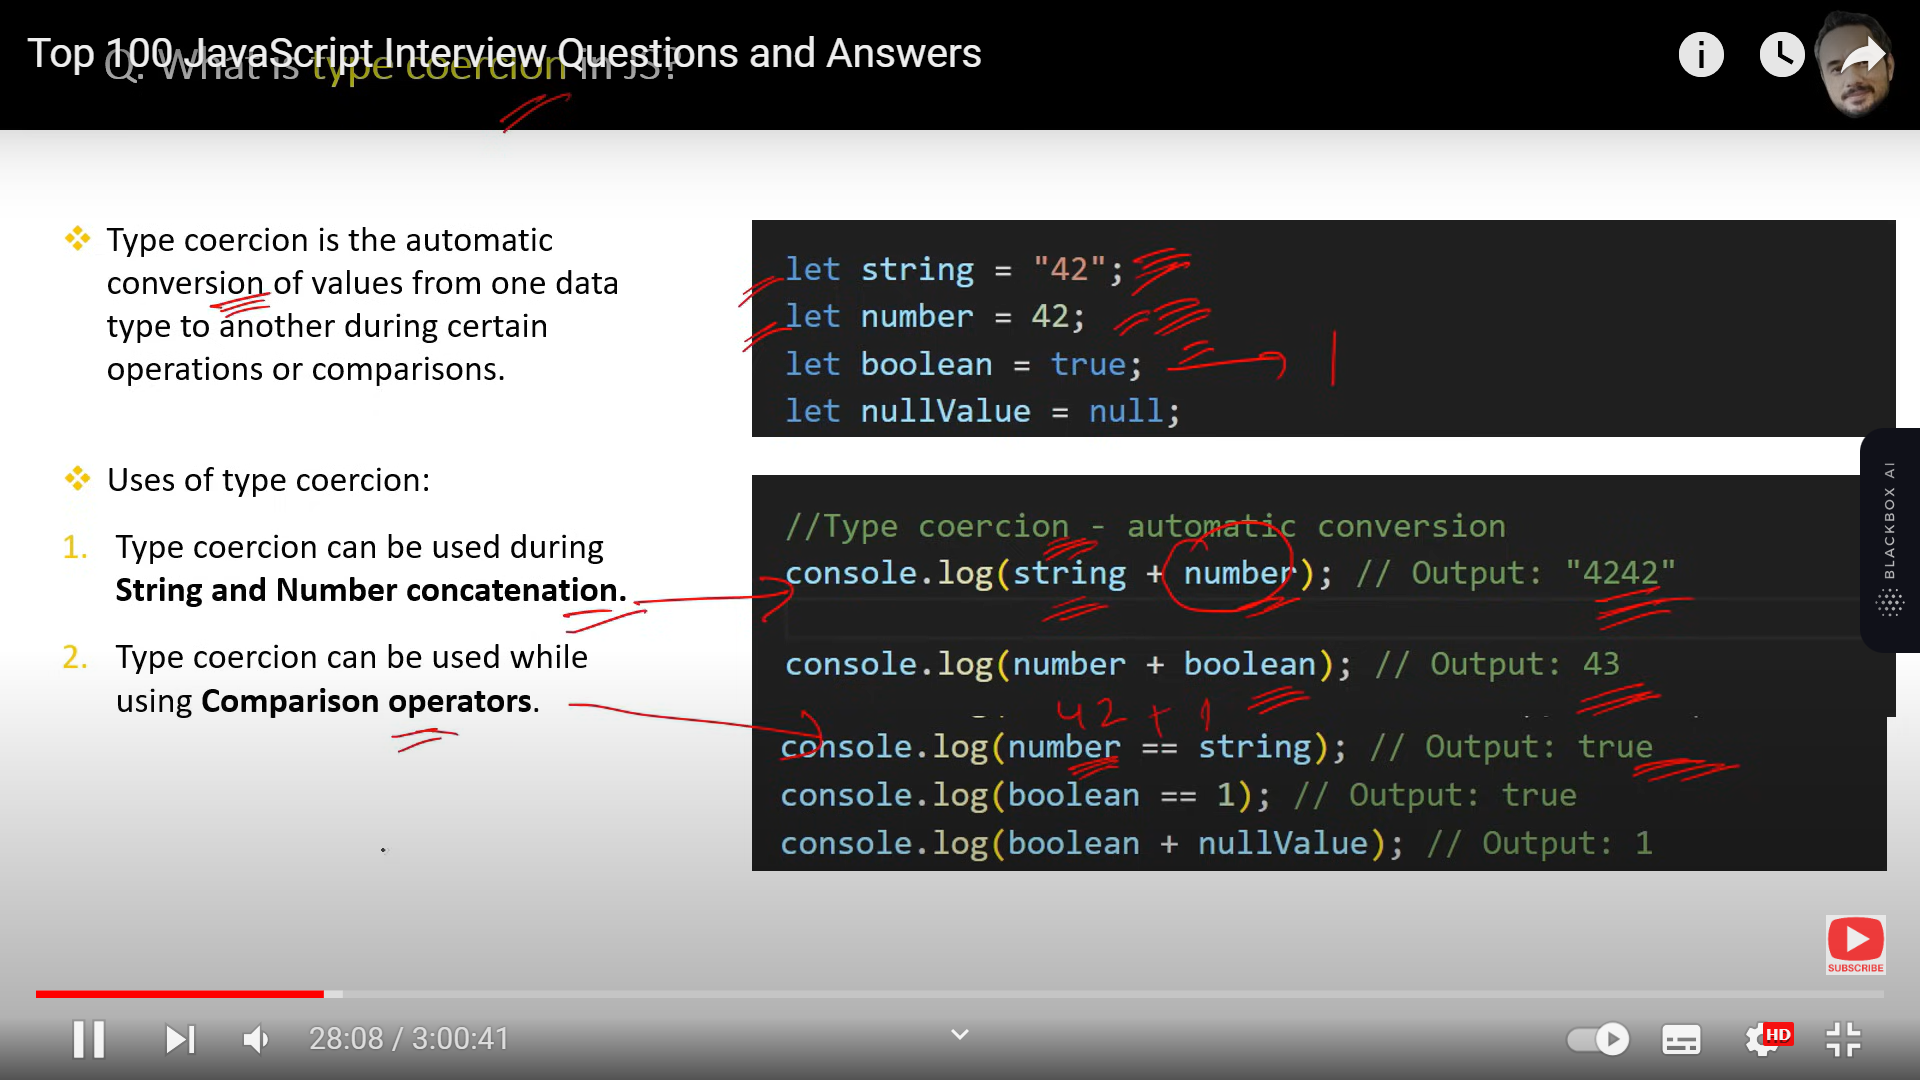 Top 100 JavaScript Interview Questions and Answers
Q. What is type coercion in JS?
❖ Type coercion is the automatic
conversion of values from one data
type to another during certain
operations or comparisons.
❖ Uses of type coercion:
1. Type coercion can be used during
String and Number concatenation.
2. Type coercion can be used while
using Comparison operators.
let string = "42";
let number = 42;
let boolean = true; 1
let nullValue = null;
//Type coercion - automatic conversion
console.log(string + number); // Output: "4242"
console.log(number + boolean); // Output: 43
42 + 1
console.log(number == string); // Output: true
console.log(boolean == 1); // Output: true
console.log(boolean + nullValue); // Output: 1
BLACKBOX AI
SUBSCRIBE
28:08 / 3:00:41
HD